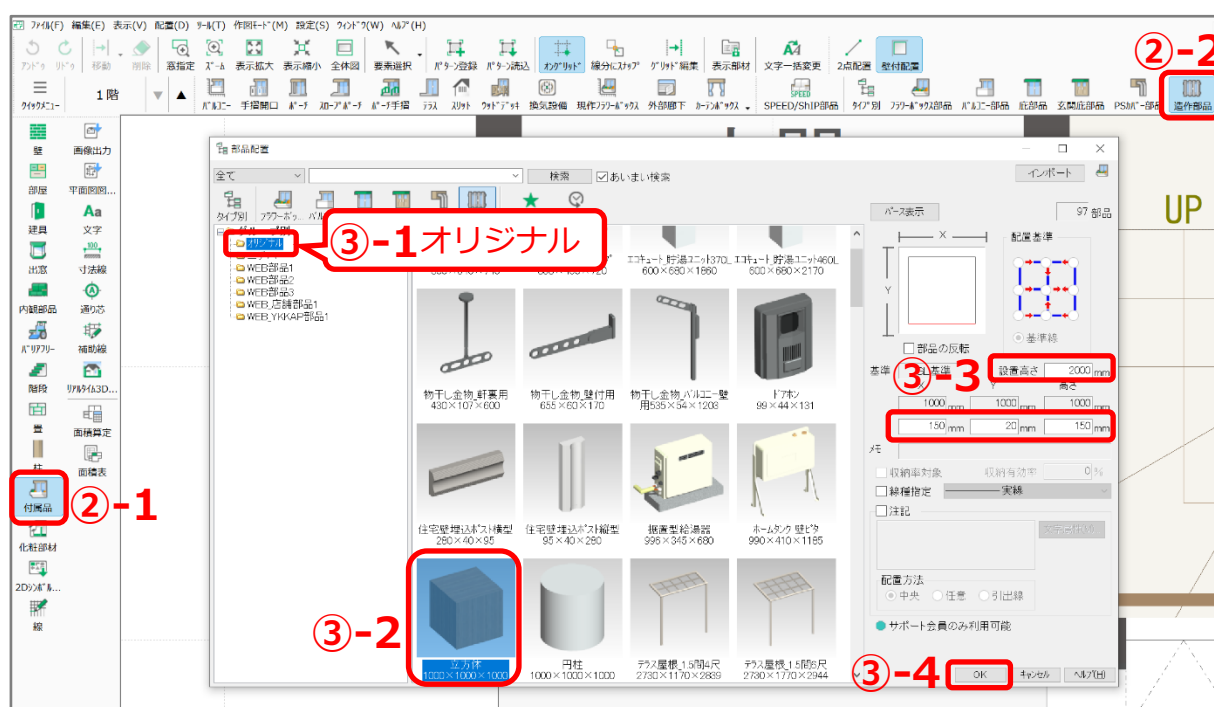 ファイル(F) 編集(E) 表示(V) 配置(D) ツール(T) 作図モード(M) 設定(S) ウィンドウ(W) ヘルプ(H)
アンドゥ リドゥ 移動 削除 窓指定 ズーム 表示拡大 表示縮小 全体図 要素選択 パターン登録 パターン読込 オングリッド 線分にスナップ グリッド編集 表示部材 文字一括変更 2点配置 壁付配置
②-2
クイックメニュー 1階 ▼ ▲ バルコニー 手摺開口 ポーチ スロープポーチ ポーチ手摺 テラス スリット ウッドデッキ 換気設備 現作フラワーボックス 外部廊下 カーテンボックス SPEED/ShIP部品 タイプ別 フラワーボックス部品 バルコニー部品 庇部品 玄関庇部品 PSカバー部品 造作部品
壁 画像出力
部屋 平面図図...
建具 文字
出窓 寸法線
内観部品 通り芯
バリアフリー 補助線
階段 リアルタイム3D...
畳 面積算定
柱 面積表
付属品
②-1
化粧部材
2Dシンボル...
線
部品配置
全て 検索 あいまい検索 インポート
タイプ別 フラワーボッ...
パース表示 97 部品
オリジナル
③-1オリジナル
WEB部品1
WEB部品2
WEB部品3
WEB_店舗部品1
WEB_YKKAP部品1
エコキュート_貯湯ユニット370L エコキュート_貯湯ユニット460L
600×680×1860 600×680×2170
物干し金物_軒裏用 物干し金物_壁付用 物干し金物_バルコニー壁用 ドアホン
430×107×600 655×60×170 535×54×1203 99×44×131
住宅壁埋込ポスト横型 住宅壁埋込ポスト縦型 据置型給湯器 ホームタンク 壁ピタ
280×40×95 95×40×280 996×345×680 990×410×1185
③-2
立方体 円柱 テラス屋根_1.5間4尺 テラス屋根_1.5間6尺
1000×1000×1000 1000×1000×1000 2730×1170×2839 2730×1770×2944
X
Y
配置基準
基準線
部品の反転
基準
③-3
設置高さ 2000 mm
Y 高さ
1000 mm 1000 mm 1000 mm
150 mm 20 mm 150 mm
メモ
収納率対象 収納有効率 0 %
線種指定 実線
注記
配置方法
中央 任意 引出線
サポート会員のみ利用可能
③-4
OK キャンセル ヘルプ(H)
UP